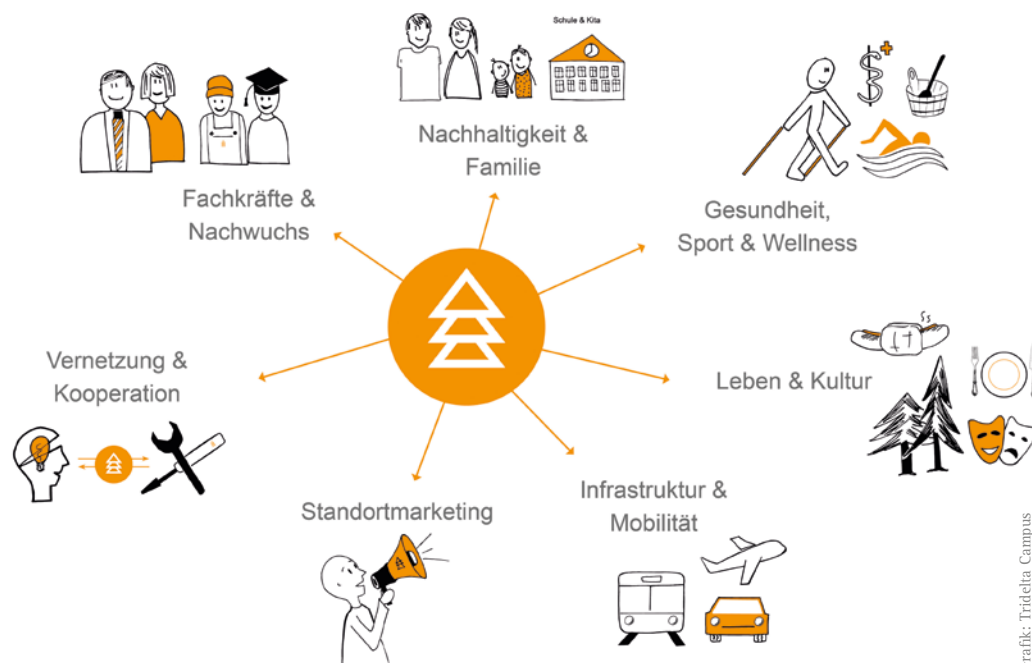 Schule & Kita
Nachhaltigkeit &
Familie
Fachkräfte &
Nachwuchs
Gesundheit,
Sport & Wellness
Vernetzung &
Kooperation
Leben & Kultur
Standortmarketing
Infrastruktur &
Mobilität
rafik: Tridelta Campus